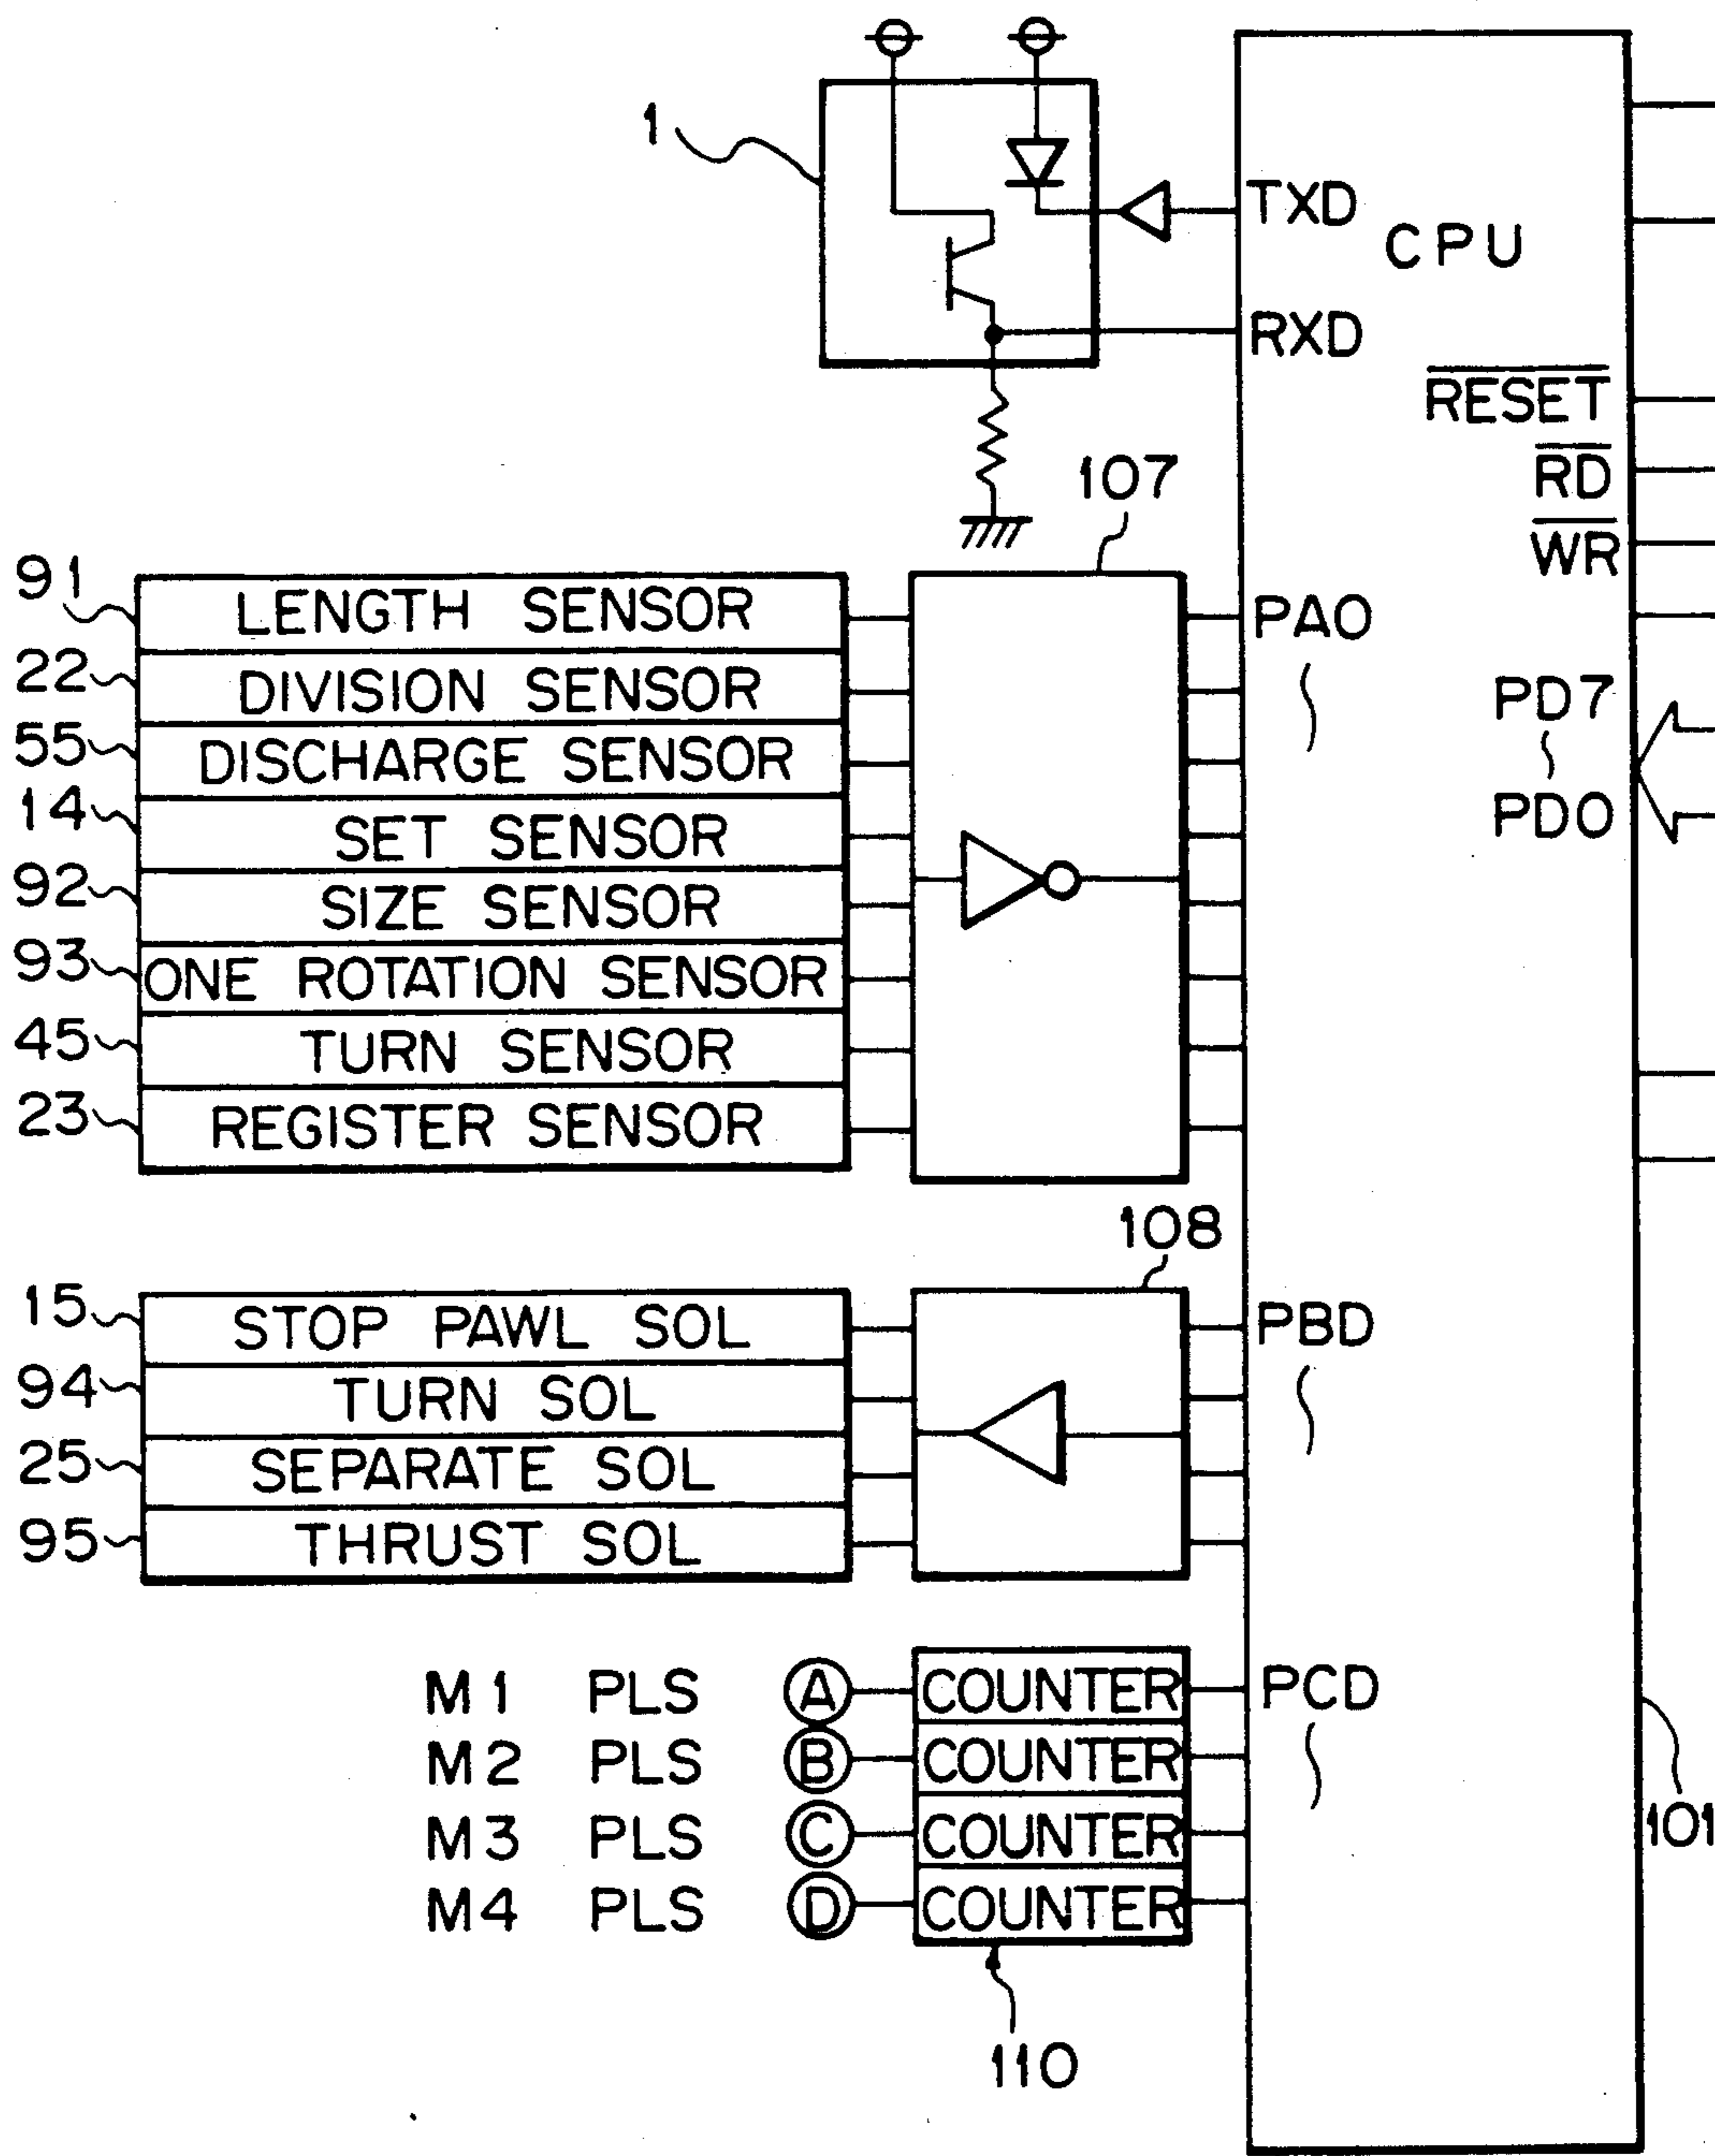 1
TXD
CPU
RXD
RESET
107
RD
WR
91 LENGTH SENSOR
PA0
22 DIVISION SENSOR
PD7
55 DISCHARGE SENSOR
14 SET SENSOR
PD0
92 SIZE SENSOR
93 ONE ROTATION SENSOR
45 TURN SENSOR
23 REGISTER SENSOR
108
15 STOP PAWL SOL
PBD
94 TURN SOL
25 SEPARATE SOL
95 THRUST SOL
M1 PLS A COUNTER PCD
M2 PLS B COUNTER
M3 PLS C COUNTER
101
M4 PLS D COUNTER
110